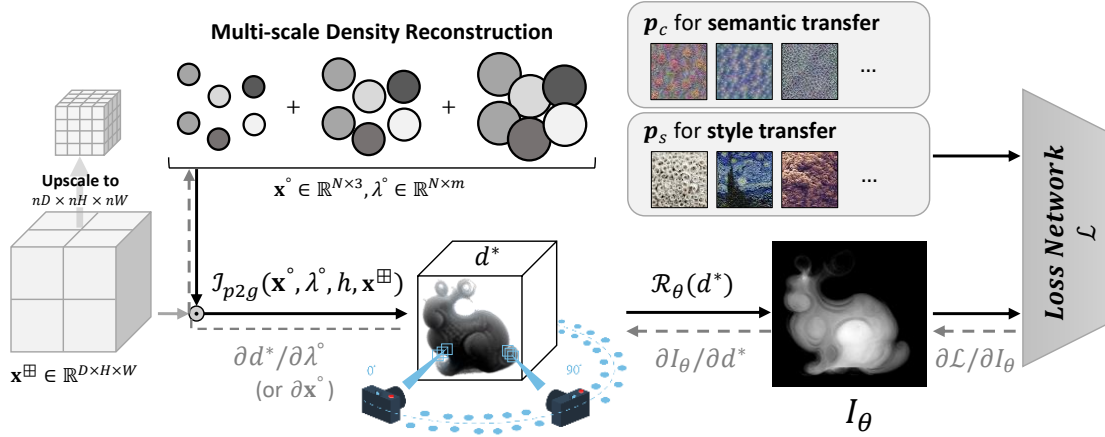 Multi-scale Density Reconstruction
+
+
𝐱° ∈ ℝ^{N×3}, λ° ∈ ℝ^{N×m}
Upscale to
nD × nH × nW
𝐱^⊞ ∈ ℝ^{D×H×W}
⊙
ℐ_{p2g}(𝐱°, λ°, h, 𝐱^⊞)
∂d*/∂λ°
(or ∂𝐱°)
d*
0°
90°
p_c for semantic transfer
...
p_s for style transfer
...
ℛ_θ(d*)
∂I_θ/∂d*
I_θ
∂ℒ/∂I_θ
Loss Network
ℒ